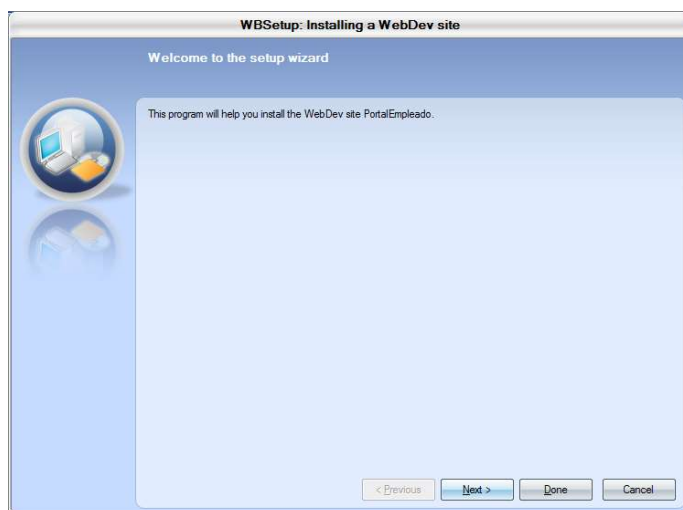 WBSetup: Installing a WebDev site
Welcome to the setup wizard
This program will help you install the WebDev site PortalEmpleado.
< Previous
Next >
Done
Cancel